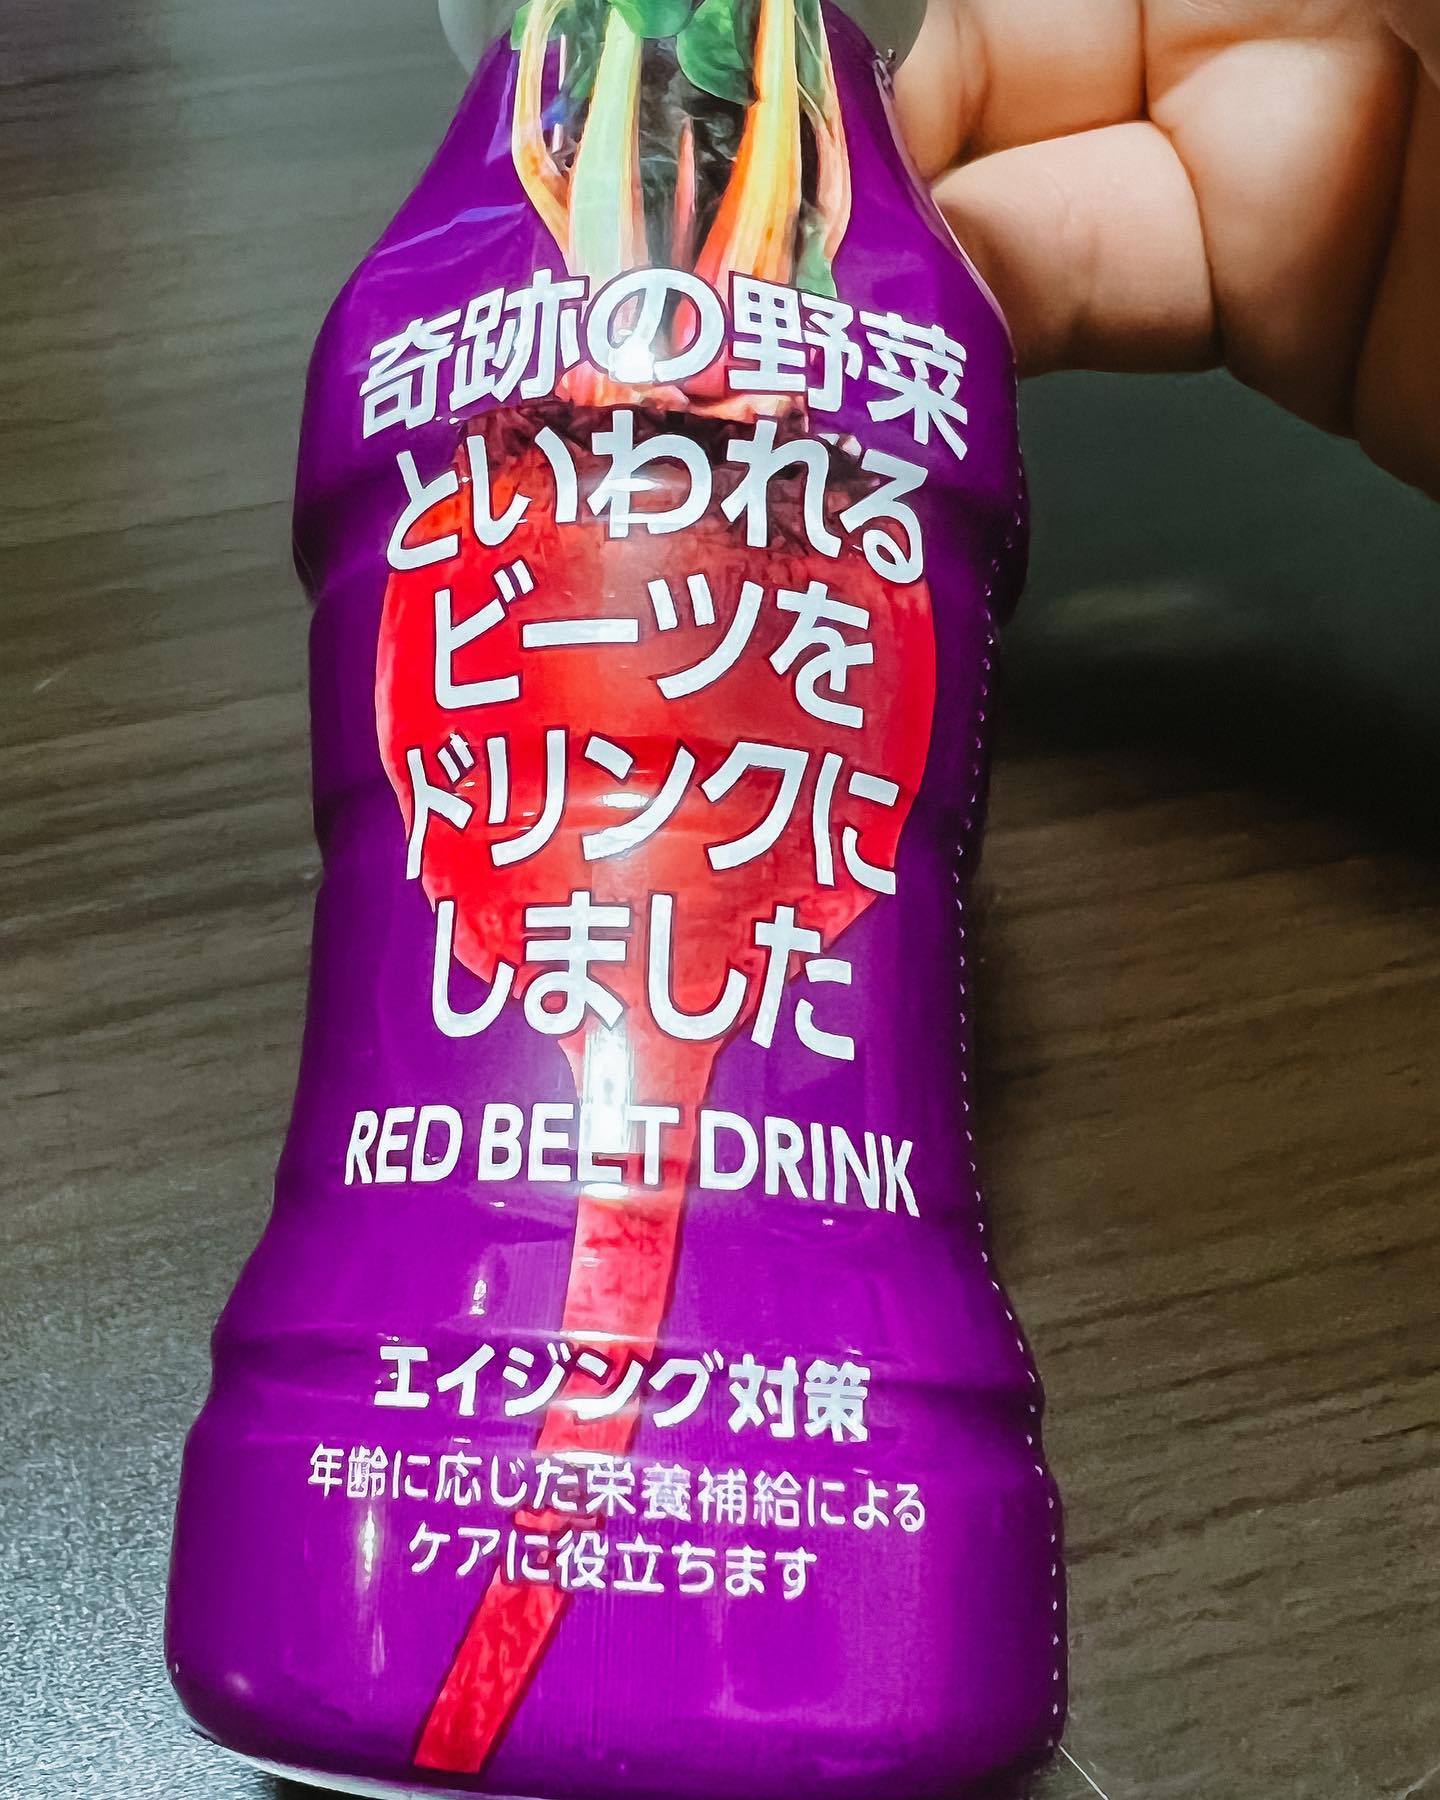 奇跡の野菜
といわれる
ビーツを
ドリンクに
しました
RED BEET DRINK
エイジング対策
年齢に応じた栄養補給による
ケアに役立ちます